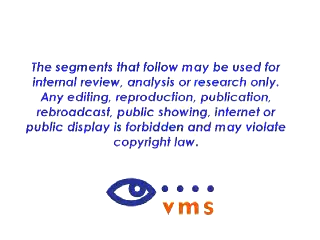 The segments that follow may be used for
internal review, analysis or research only.
Any editing, reproduction, publication,
rebroadcast, public showing, internet or
public display is forbidden and may violate
copyright law.
vms